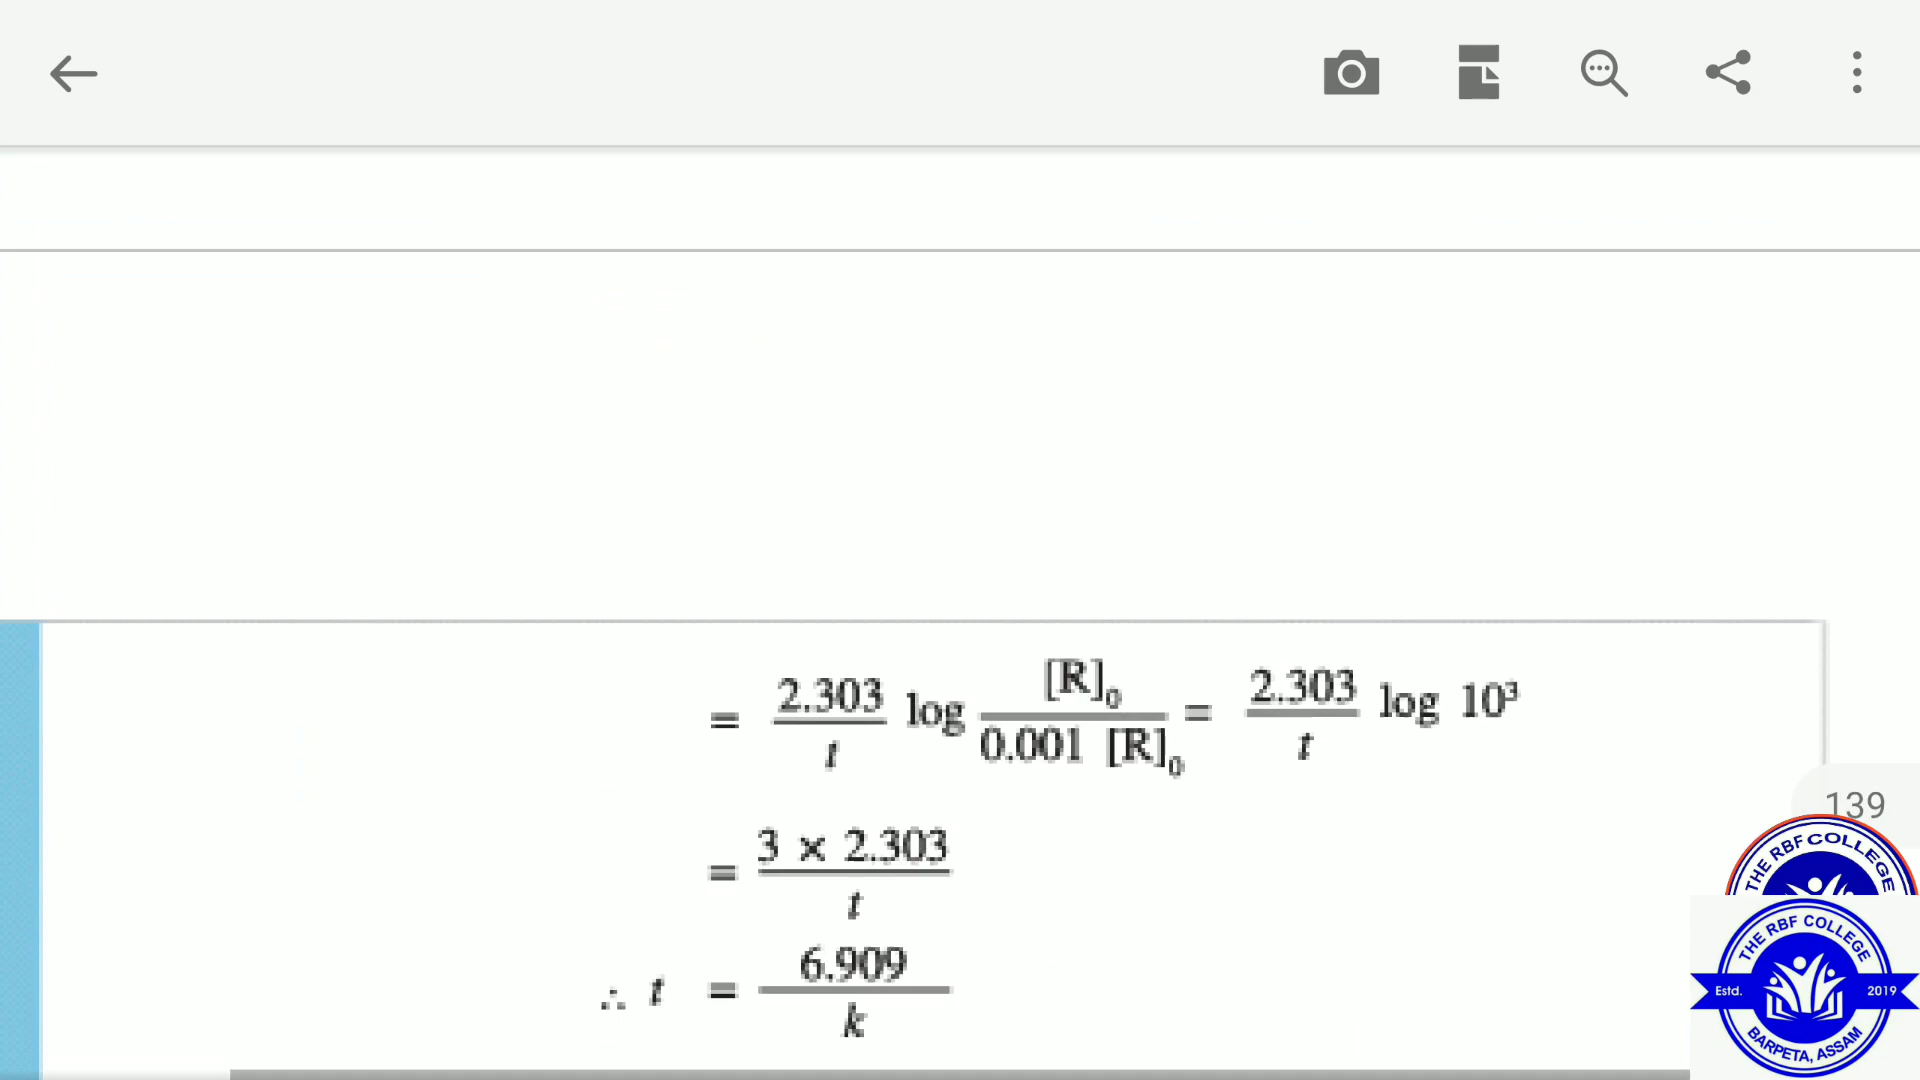 = 2.303/t log [R]₀/0.001 [R]₀ = 2.303/t log 10³
139
= 3 × 2.303/t
∴ t = 6.909/k
THE RBF COLLEGE
THE RBF COLLEGE
Estd. 2019
BARPETA, ASSAM